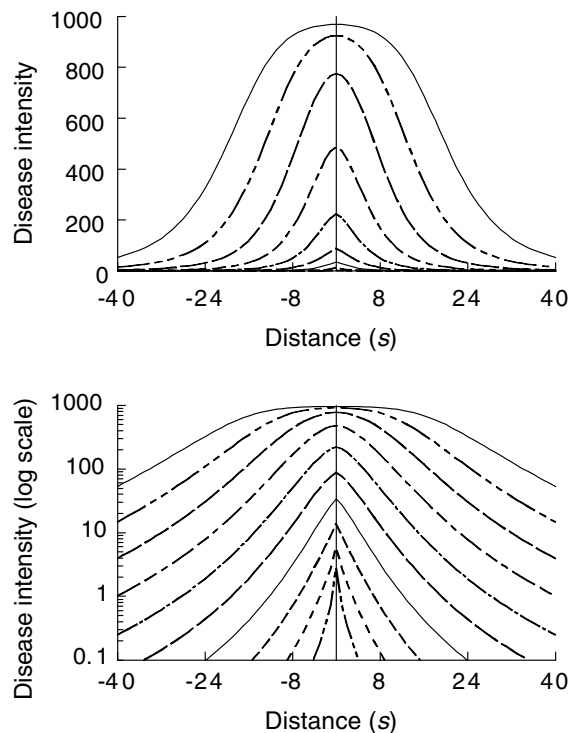 1000
800
600
400
200
0
Disease intensity
-40 -24 -8 8 24 40
Distance (s)
1000
100
10
1
0.1
Disease intensity (log scale)
-40 -24 -8 8 24 40
Distance (s)